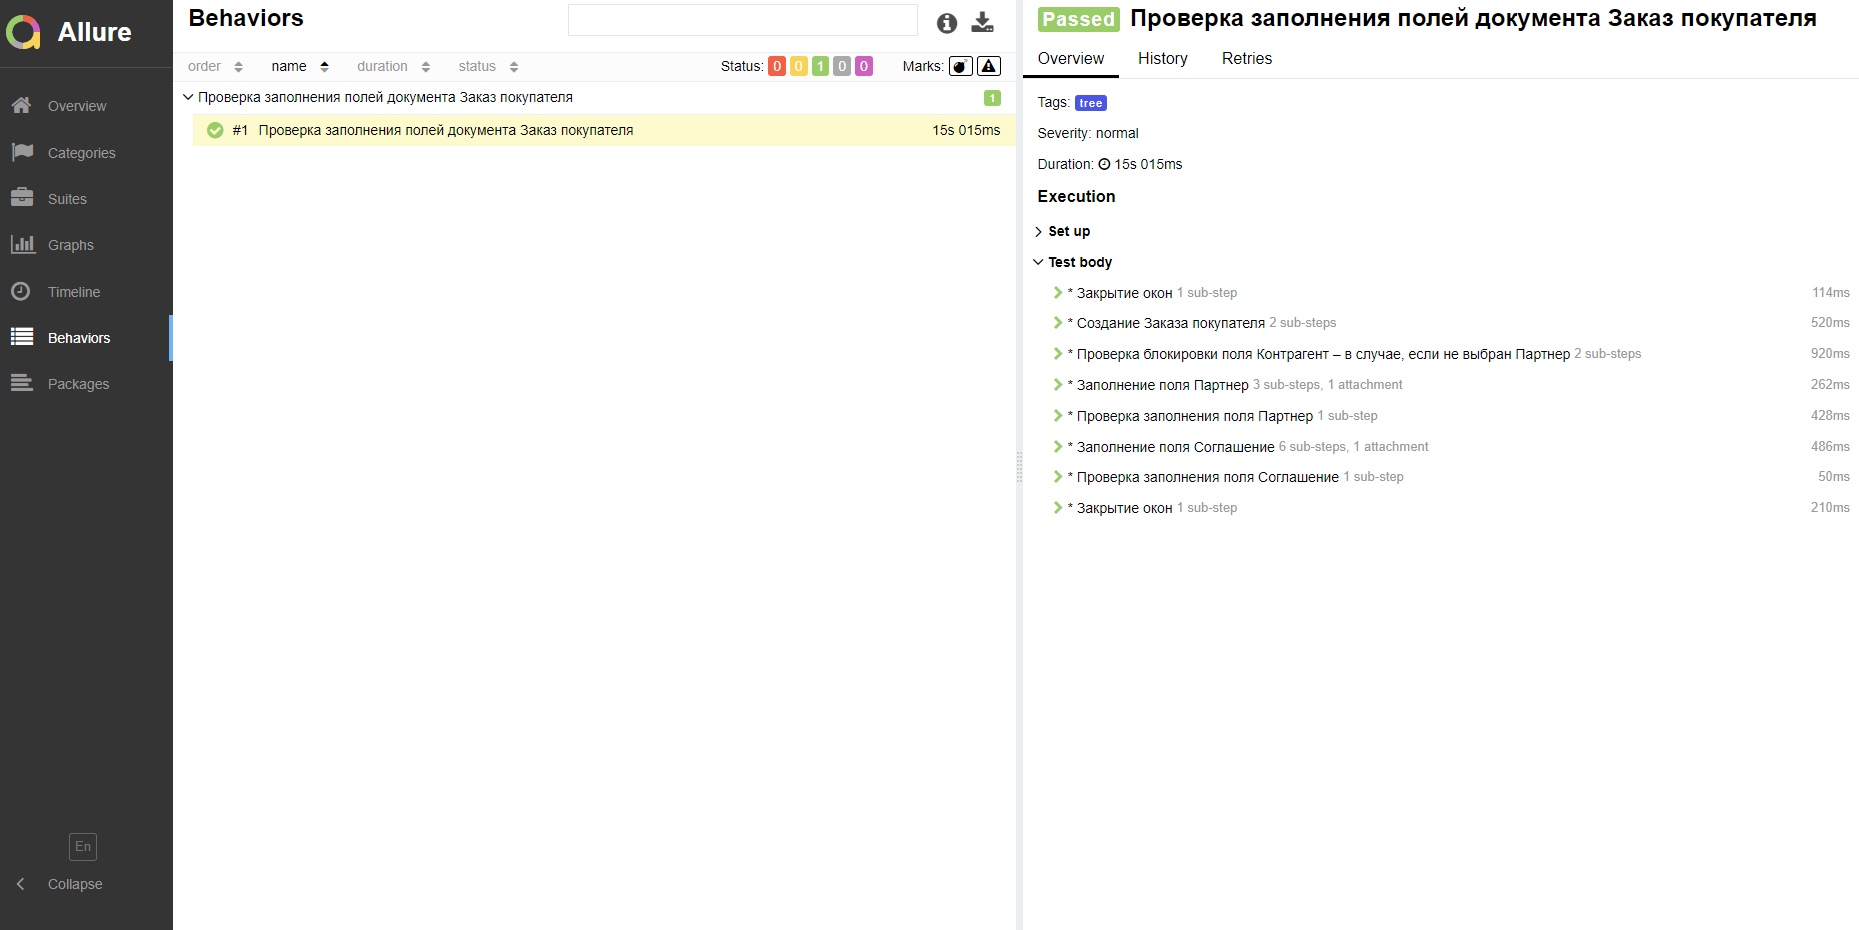 Allure
Overview
Categories
Suites
Graphs
Timeline
Behaviors
Packages
En
Collapse
Behaviors
order name duration status Status: 0 0 1 0 0 Marks:
Проверка заполнения полей документа Заказ покупателя 1
#1 Проверка заполнения полей документа Заказ покупателя 15s 015ms
Passed Проверка заполнения полей документа Заказ покупателя
Overview History Retries
Tags: tree
Severity: normal
Duration: 15s 015ms
Execution
Set up
Test body
* Закрытие окон 1 sub-step 114ms
* Создание Заказа покупателя 2 sub-steps 520ms
* Проверка блокировки поля Контрагент – в случае, если не выбран Партнер 2 sub-steps 920ms
* Заполнение поля Партнер 3 sub-steps, 1 attachment 262ms
* Проверка заполнения поля Партнер 1 sub-step 428ms
* Заполнение поля Соглашение 6 sub-steps, 1 attachment 486ms
* Проверка заполнения поля Соглашение 1 sub-step 50ms
* Закрытие окон 1 sub-step 210ms